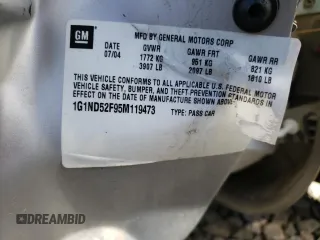 GM
MFD BY GENERAL MOTORS CORP
07/04 GVWR GAWR FRT GAWR RR
1772 KG 951 KG 821 KG
3907 LB 2097 LB 1810 LB
THIS VEHICLE CONFORMS TO ALL APPLICABLE U.S. FEDERAL MOTOR
VEHICLE SAFETY, BUMPER, AND THEFT PREVENTION STANDARDS IN
EFFECT ON THE DATE OF MANUFACTURE SHOWN ABOVE.
1G1ND52F95M119473 TYPE: PASS CAR
DREAMBID